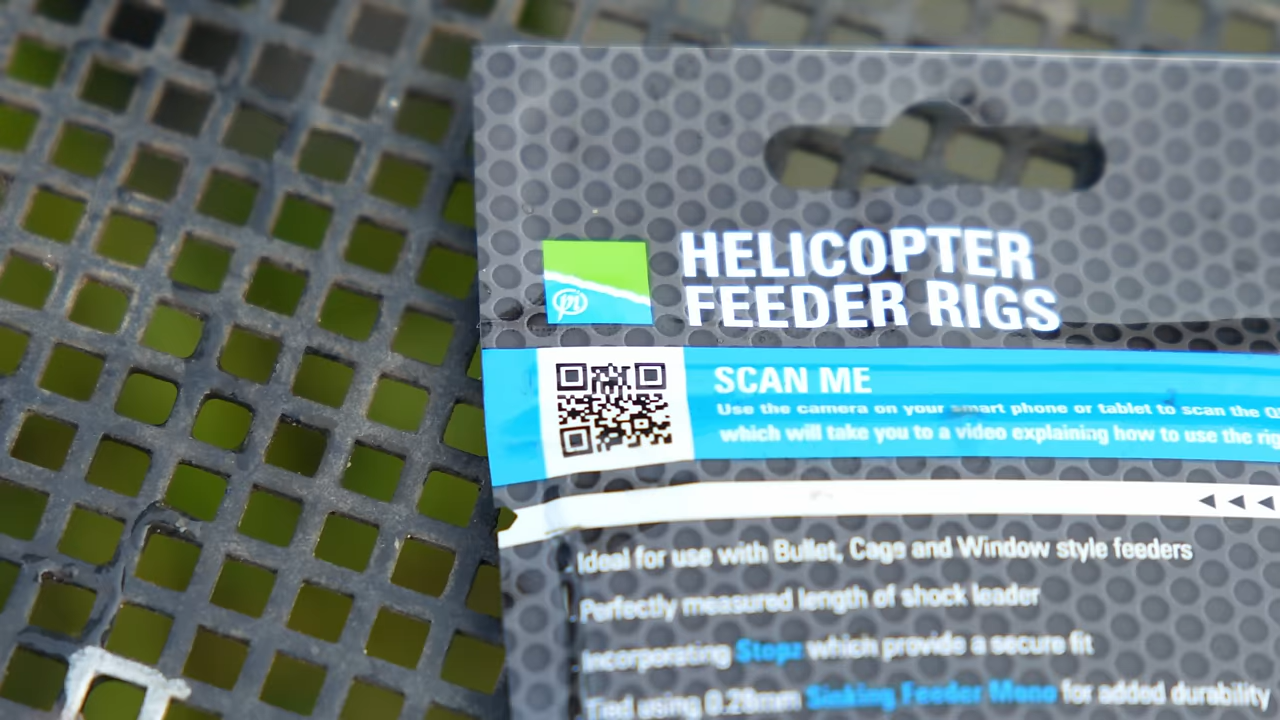 HELICOPTER
FEEDER RIGS
SCAN ME
Use the camera on your smart phone or tablet to scan the
which will take you to a video explaining how to use the
Ideal for use with Bullet, Cage and Window style feeders
Perfectly measured length of shock leader
Incorporating Stopz which provide a secure fit
Tied using 0.28mm Sinking Feeder Mono for added durability